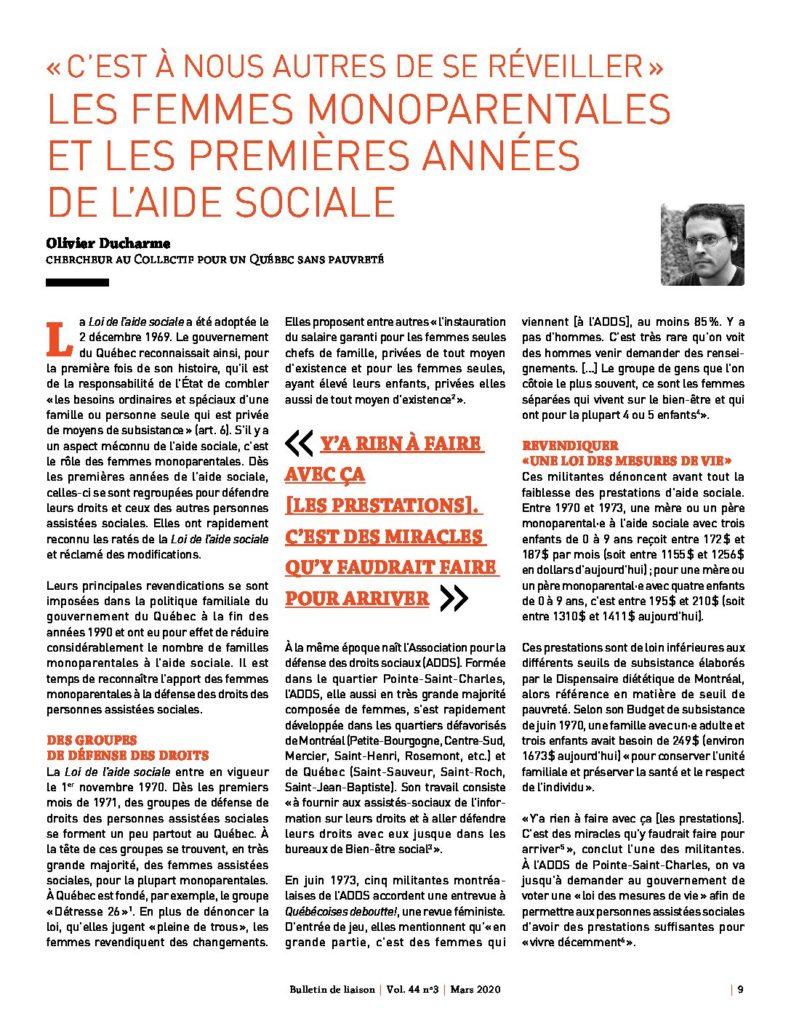 « C'EST À NOUS AUTRES DE SE RÉVEILLER »
LES FEMMES MONOPARENTALES
ET LES PREMIÈRES ANNÉES
DE L'AIDE SOCIALE
Olivier Ducharme
CHERCHEUR AU COLLECTIF POUR UN QUÉBEC SANS PAUVRETÉ
La Loi de l'aide sociale a été adoptée le
2 décembre 1969. Le gouvernement
du Québec reconnaissait ainsi, pour
la première fois de son histoire, qu'il est
de la responsabilité de l'État de combler
« les besoins ordinaires et spéciaux d'une
famille ou personne seule qui est privée
de moyens de subsistance » (art. 6). S'il y a
un aspect méconnu de l'aide sociale, c'est
le rôle des femmes monoparentales. Dès
les premières années de l'aide sociale,
celles-ci se sont regroupées pour défendre
leurs droits et ceux des autres personnes
assistées sociales. Elles ont rapidement
reconnu les ratés de la Loi de l'aide sociale
et réclamé des modifications.
Leurs principales revendications se sont
imposées dans la politique familiale du
gouvernement du Québec à la fin des
années 1990 et ont eu pour effet de réduire
considérablement le nombre de familles
monoparentales à l'aide sociale. Il est
temps de reconnaître l'apport des femmes
monoparentales à la défense des droits des
personnes assistées sociales.
DES GROUPES
DE DÉFENSE DES DROITS
La Loi de l'aide sociale entre en vigueur
le 1er novembre 1970. Dès les premiers
mois de 1971, des groupes de défense de
droits des personnes assistées sociales
se forment un peu partout au Québec. À
la tête de ces groupes se trouvent, en très
grande majorité, des femmes assistées
sociales, pour la plupart monoparentales.
À Québec est fondé, par exemple, le groupe
« Détresse 26 »¹. En plus de dénoncer la
loi, qu'elles jugent « pleine de trous », les
femmes revendiquent des changements.
Elles proposent entre autres « l'instauration
du salaire garanti pour les femmes seules
chefs de famille, privées de tout moyen
d'existence et pour les femmes seules,
ayant élevé leurs enfants, privées elles
aussi de tout moyen d'existence² ».
« Y'A RIEN À FAIRE
AVEC ÇA
[LES PRESTATIONS].
C'EST DES MIRACLES
QU'Y FAUDRAIT FAIRE
POUR ARRIVER »
À la même époque naît l'Association pour la
défense des droits sociaux (ADDS). Formée
dans le quartier Pointe-Saint-Charles,
l'ADDS, elle aussi en très grande majorité
composée de femmes, s'est rapidement
développée dans les quartiers défavorisés
de Montréal (Petite-Bourgogne, Centre-Sud,
Mercier, Saint-Henri, Rosemont, etc.) et
de Québec (Saint-Sauveur, Saint-Roch,
Saint-Jean-Baptiste). Son travail consiste
« à fournir aux assistés-sociaux de l'infor-
mation sur leurs droits et à aller défendre
leurs droits avec eux jusque dans les
bureaux de Bien-être social³ ».
En juin 1973, cinq militantes montréa-
laises de l'ADDS accordent une entrevue à
Québécoises deboutte!, une revue féministe.
D'entrée de jeu, elles mentionnent qu'« en
grande partie, c'est des femmes qui
viennent [à l'ADDS], au moins 85 %. Y a
pas d'hommes. C'est très rare qu'on voit
des hommes venir demander des rensei-
gnements. [...] Le groupe de gens que l'on
côtoie le plus souvent, ce sont les femmes
séparées qui vivent sur le bien-être et qui
ont pour la plupart 4 ou 5 enfants⁴ ».
REVENDIQUER
« UNE LOI DES MESURES DE VIE »
Ces militantes dénoncent avant tout la
faiblesse des prestations d'aide sociale.
Entre 1970 et 1973, une mère ou un père
monoparental·e à l'aide sociale avec trois
enfants de 0 à 9 ans reçoit entre 172 $ et
187 $ par mois (soit entre 1155 $ et 1256 $
en dollars d'aujourd'hui) ; pour une mère ou
un père monoparental·e avec quatre enfants
de 0 à 9 ans, c'est entre 195 $ et 210 $ (soit
entre 1310 $ et 1411 $ aujourd'hui).
Ces prestations sont de loin inférieures aux
différents seuils de subsistance élaborés
par le Dispensaire diététique de Montréal,
alors référence en matière de seuil de
pauvreté. Selon son Budget de subsistance
de juin 1970, une famille avec un·e adulte et
trois enfants avait besoin de 249 $ (environ
1673 $ aujourd'hui) « pour conserver l'unité
familiale et préserver la santé et le respect
de l'individu ».
« Y'a rien à faire avec ça [les prestations].
C'est des miracles qu'y faudrait faire pour
arriver⁵ », conclut l'une des militantes.
À l'ADDS de Pointe-Saint-Charles, on va
jusqu'à demander au gouvernement de
voter une « loi des mesures de vie » afin de
permettre aux personnes assistées sociales
d'avoir des prestations suffisantes pour
« vivre décemment⁶ ».
Bulletin de liaison | Vol. 44 nº3 | Mars 2020 | 9